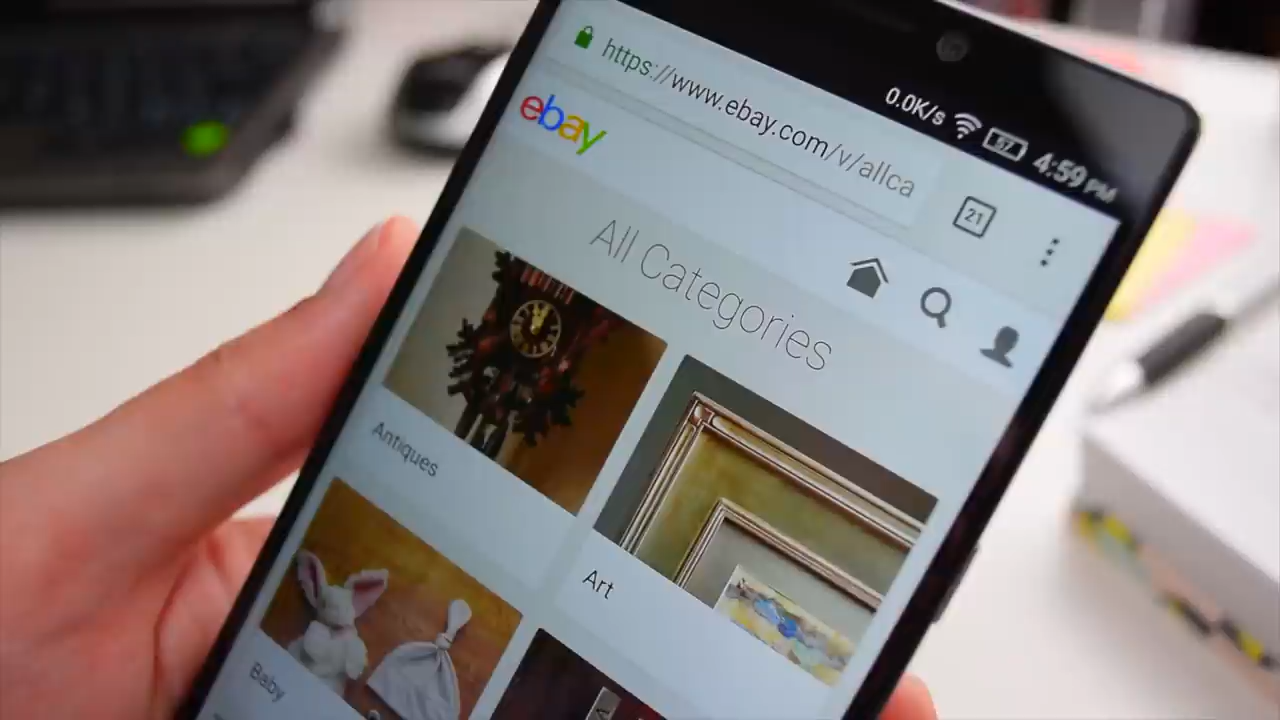 0.0K/s 57 4:59 PM
https://www.ebay.com/v/allca
21
ebay
All Categories
Antiques
Art
Baby